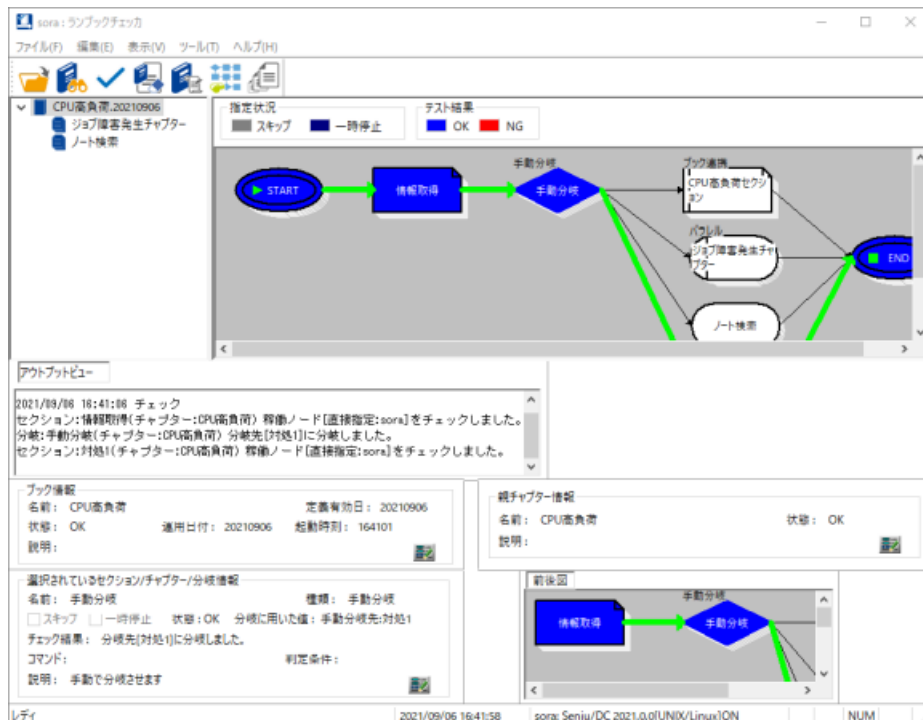 sora : ランブックチェッカ
ファイル(F) 編集(E) 表示(V) ツール(T) ヘルプ(H)
CPU高負荷.20210906
ジョブ障害発生チャプター
ノート検索
指定状況
スキップ 一時停止
テスト結果
OK NG
START
情報取得
手動分岐
手動分岐
ブック連携
CPU高負荷セクシ
ョン
パラレル
ジョブ障害発生チャ
プター
ノート検索
END
アウトプットビュー
2021/09/06 16:41:06 チェック
セクション:情報取得(チャプター:CPU高負荷) 稼働ノード[直接指定:sora]をチェックしました。
分岐:手動分岐(チャプター:CPU高負荷) 分岐先[対処1]に分岐しました。
セクション:対処1(チャプター:CPU高負荷) 稼働ノード[直接指定:sora]をチェックしました。
ブック情報
名前: CPU高負荷 定義有効日: 20210906
状態: OK 運用日付: 20210906 起動時刻: 164101
説明:
親チャプター情報
名前: CPU高負荷 状態: OK
説明:
選択されているセクション/チャプター/分岐情報
名前: 手動分岐 種類: 手動分岐
スキップ 一時停止 状態:OK 分岐に用いた値: 手動分岐先:対処1
チェック結果: 分岐先[対処1]に分岐しました。
コマンド: 判定条件:
説明: 手動で分岐させます
前後図
手動分岐
情報取得
手動分岐
レディ 2021/09/06 16:41:58 sora: Senju/DC 2021.0.0[UNIX/Linux]ON NUM